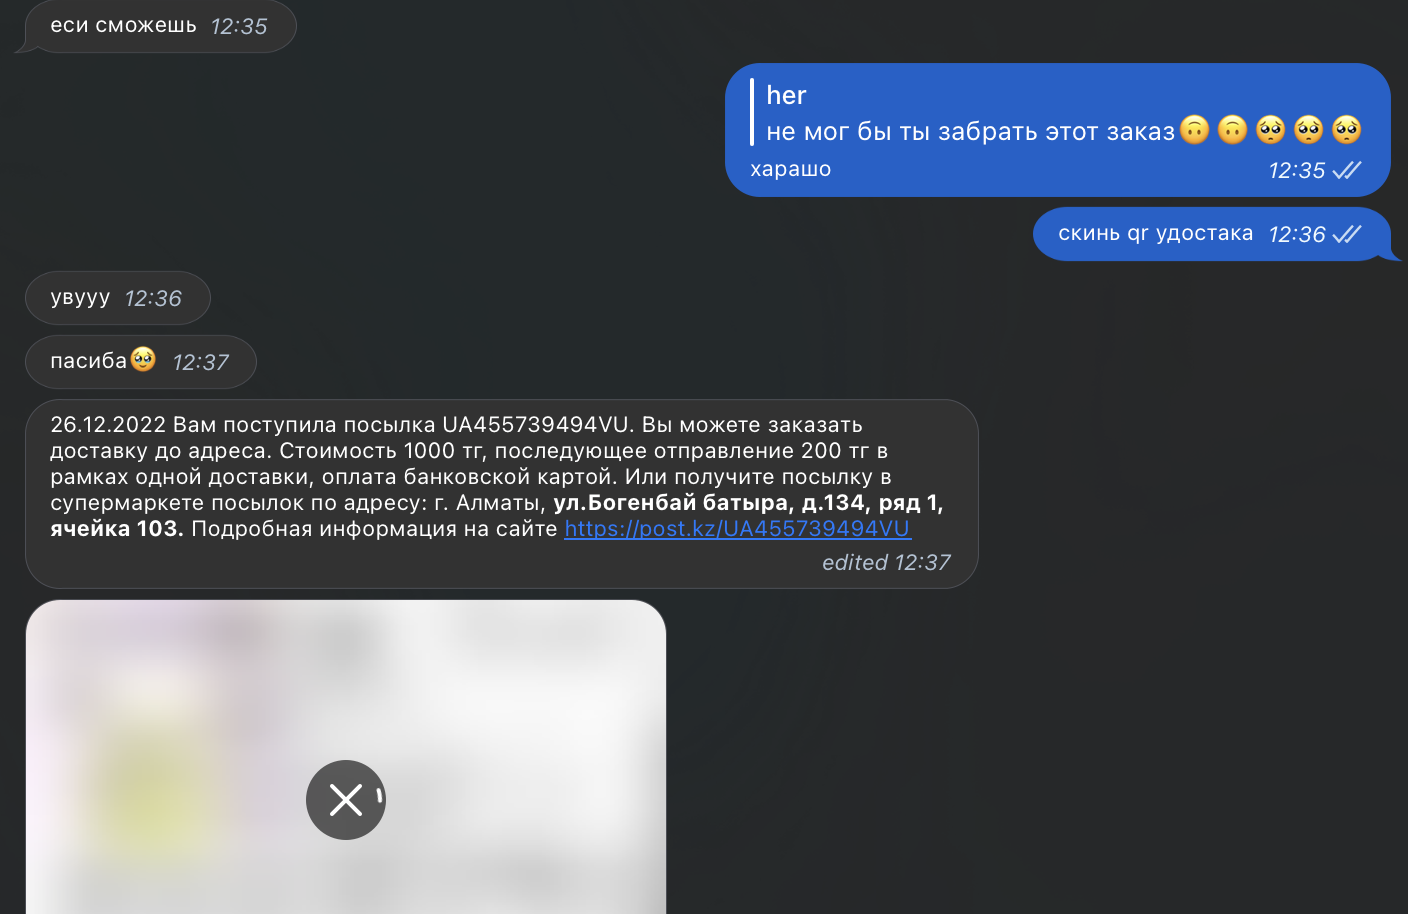 еси сможешь 12:35
her
не мог бы ты забрать этот заказ🙃🙃🥺🥺🥺
харашо 12:35
скинь qr удостака 12:36
увууу 12:36
пасиба🥹 12:37
26.12.2022 Вам поступила посылка UA455739494VU. Вы можете заказать
доставку до адреса. Стоимость 1000 тг, последующее отправление 200 тг в
рамках одной доставки, оплата банковской картой. Или получите посылку в
супермаркете посылок по адресу: г. Алматы, ул.Богенбай батыра, д.134, ряд 1,
ячейка 103. Подробная информация на сайте https://post.kz/UA455739494VU
edited 12:37